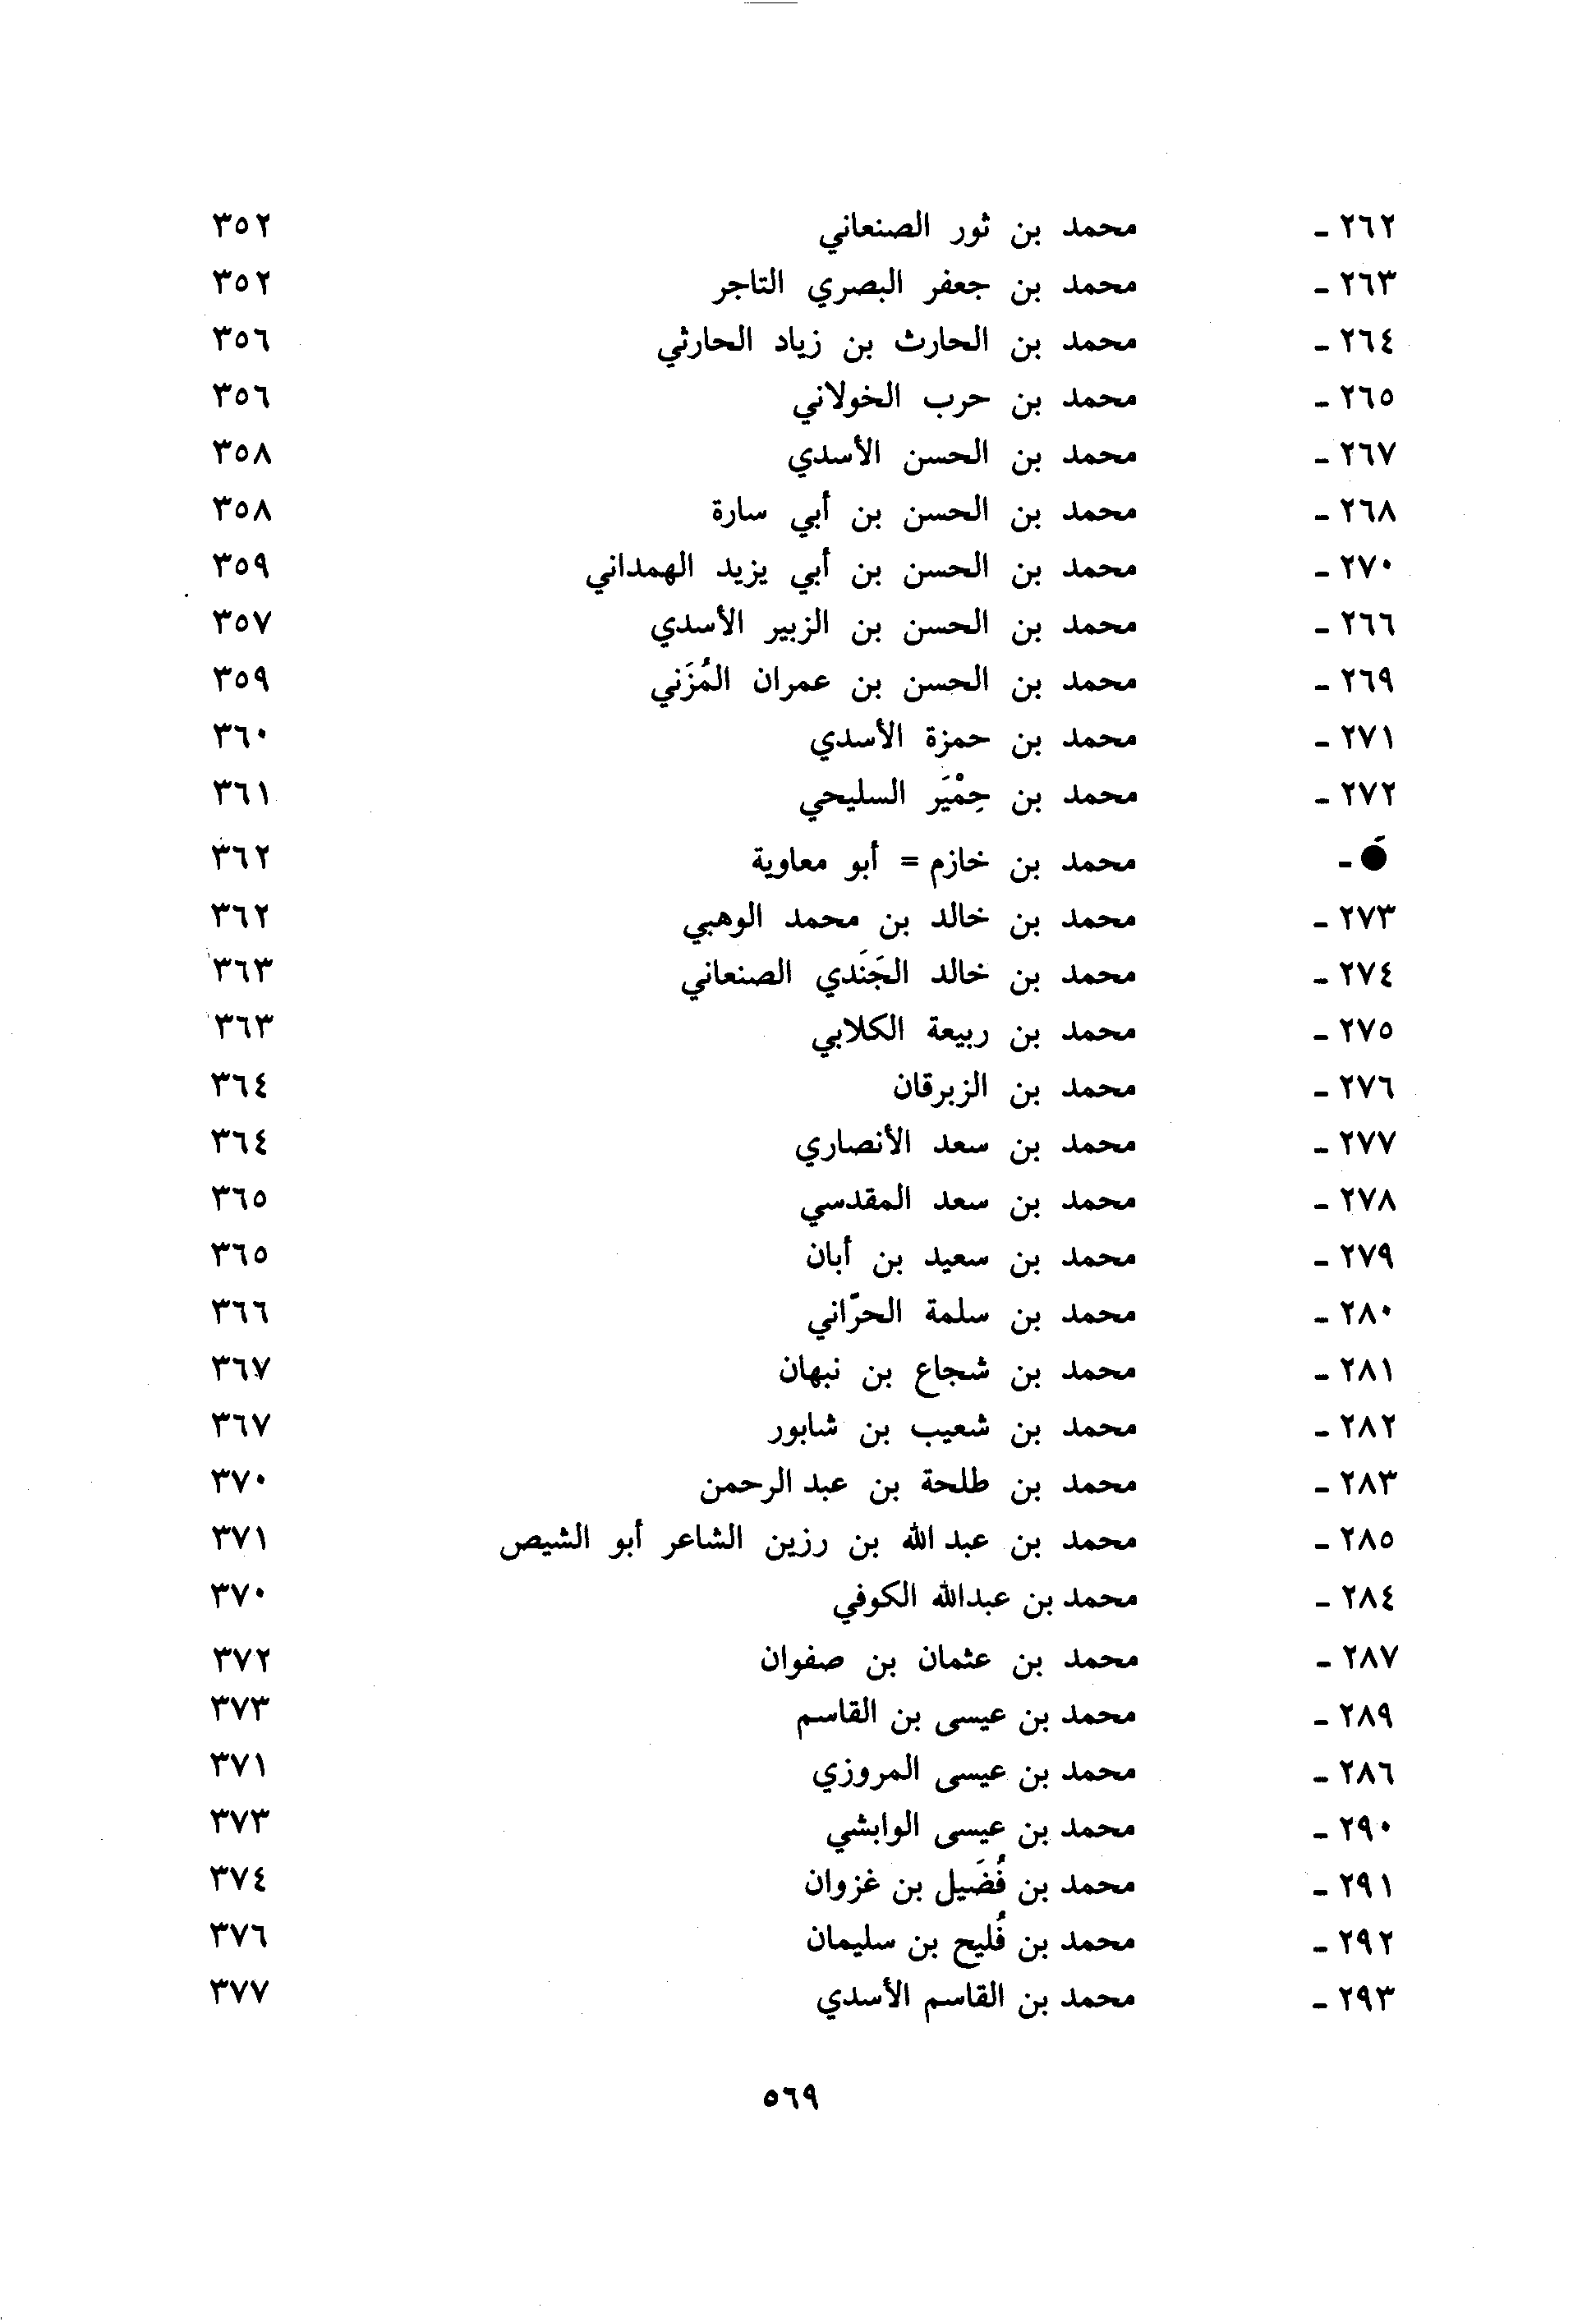 ٢٦٢ - محمد بن ثور الصنعاني ٣٥٢
٢٦٣ - محمد بن جعفر البصري التاجر ٣٥٢
٢٦٤ - محمد بن الحارث بن زياد الحارثي ٣٥٦
٢٦٥ - محمد بن حرب الخولاني ٣٥٦
٢٦٧ - محمد بن الحسن الأسدي ٣٥٨
٢٦٨ - محمد بن الحسن بن أبي سارة ٣٥٨
٢٧٠ - محمد بن الحسن بن أبي يزيد الهمداني ٣٥٩
٢٦٦ - محمد بن الحسن بن الزبير الأسدي ٣٥٧
٢٦٩ - محمد بن الحسن بن عمران المُزَني ٣٥٩
٢٧١ - محمد بن حمزة الأسدي ٣٦٠
٢٧٢ - محمد بن حِمْيَر السليحي ٣٦١
● - محمد بن خازم = أبو معاوية ٣٦٢
٢٧٣ - محمد بن خالد بن محمد الوهبي ٣٦٢
٢٧٤ - محمد بن خالد الجَنَدي الصنعاني ٣٦٣
٢٧٥ - محمد بن ربيعة الكلابي ٣٦٣
٢٧٦ - محمد بن الزبرقان ٣٦٤
٢٧٧ - محمد بن سعد الأنصاري ٣٦٤
٢٧٨ - محمد بن سعد المقدسي ٣٦٥
٢٧٩ - محمد بن سعيد بن أبان ٣٦٥
٢٨٠ - محمد بن سلمة الحرّاني ٣٦٦
٢٨١ - محمد بن شجاع بن نبهان ٣٦٧
٢٨٢ - محمد بن شعيب بن شابور ٣٦٧
٢٨٣ - محمد بن طلحة بن عبد الرحمن ٣٧٠
٢٨٥ - محمد بن عبد الله بن رزين الشاعر أبو الشيص ٣٧١
٢٨٤ - محمد بن عبدالله الكوفي ٣٧٠
٢٨٧ - محمد بن عثمان بن صفوان ٣٧٢
٢٨٩ - محمد بن عيسى بن القاسم ٣٧٣
٢٨٦ - محمد بن عيسى المروزي ٣٧١
٢٩٠ - محمد بن عيسى الوابشي ٣٧٣
٢٩١ - محمد بن فُضَيل بن غزوان ٣٧٤
٢٩٢ - محمد بن فُليح بن سليمان ٣٧٦
٢٩٣ - محمد بن القاسم الأسدي ٣٧٧
٥٦٩